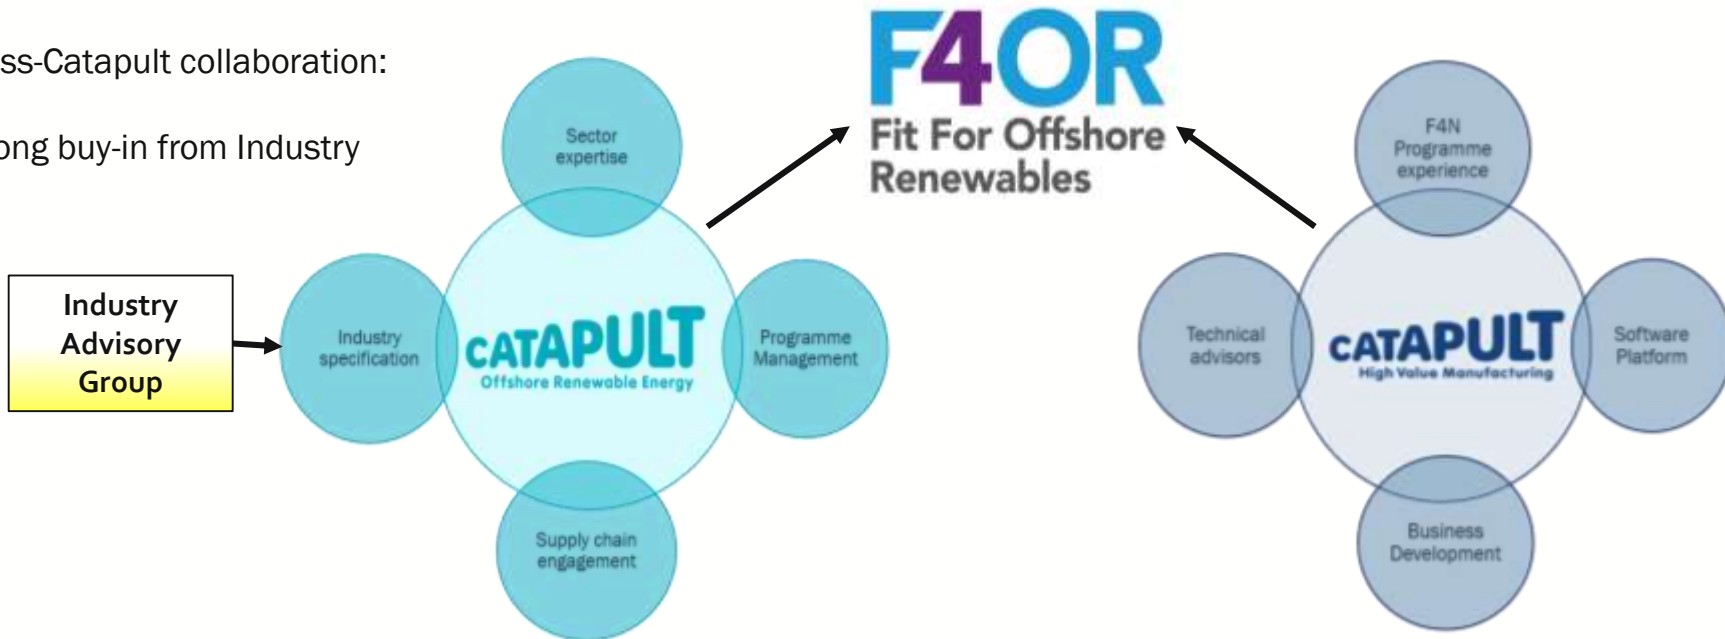 ss-Catapult collaboration:
ong buy-in from Industry
F4OR
Fit For Offshore
Renewables
Industry
Advisory
Group
Sector
expertise
Industry
specification
CATAPULT
Offshore Renewable Energy
Programme
Management
Supply chain
engagement
F4N
Programme
experience
Technical
advisors
CATAPULT
High Value Manufacturing
Software
Platform
Business
Development